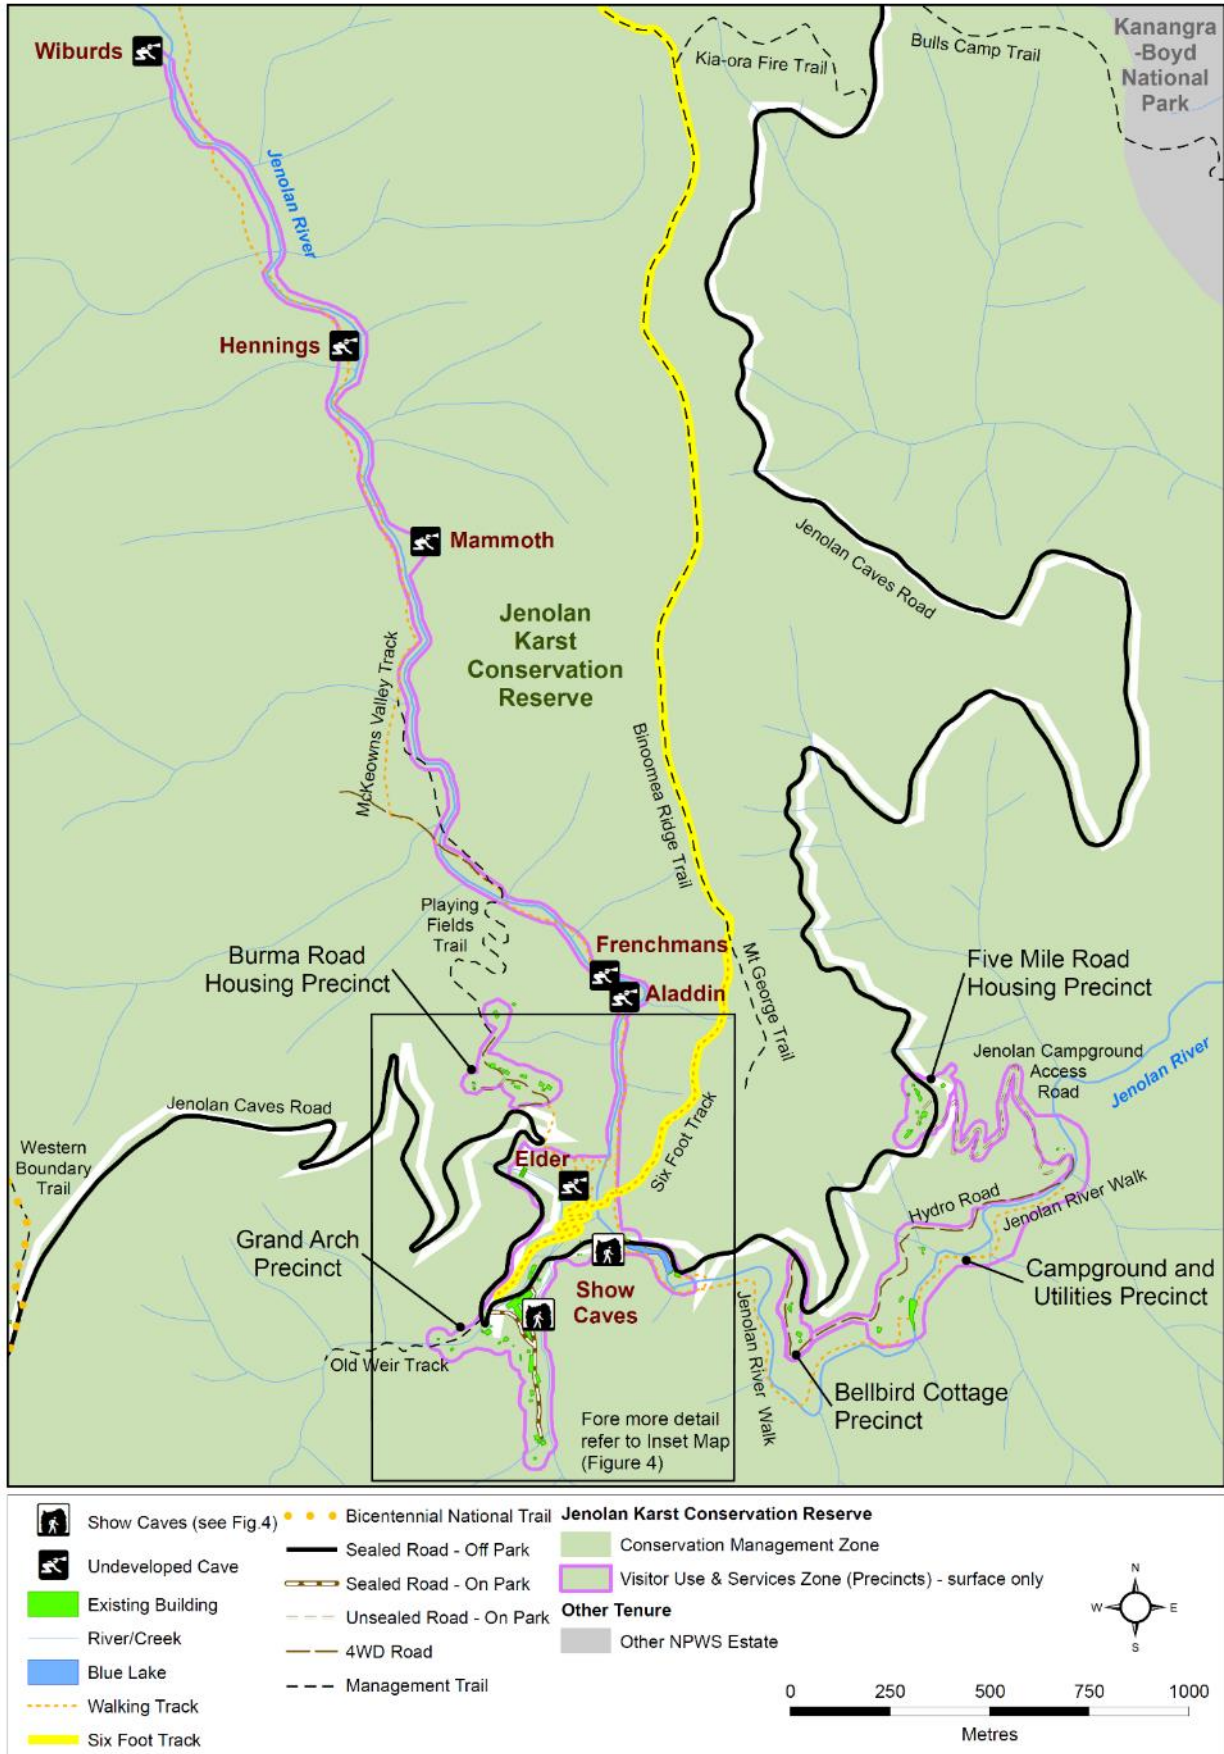 Kanangra
-Boyd
National
Park
Bulls Camp Trail
Kia-ora Fire Trail
Wiburds
Jenolan River
Hennings
Jenolan Caves Road
Mammoth
Jenolan
Karst
Conservation
Reserve
McKeowns Valley Track
Binoomea Ridge Trail
Playing
Fields
Trail
Burma Road
Housing Precinct
Frenchmans
Aladdin
Mt George Trail
Five Mile Road
Housing Precinct
Jenolan Campground
Access
Road
Jenolan River
Jenolan Caves Road
Western
Boundary
Trail
Elder
Six Foot Track
Hydro Road
Jenolan River Walk
Grand Arch
Precinct
Show
Caves
Campground and
Utilities Precinct
Old Weir Track
Jenolan River Walk
Bellbird Cottage
Precinct
Fore more detail
refer to Inset Map
(Figure 4)
Show Caves (see Fig.4)
Undeveloped Cave
Existing Building
River/Creek
Blue Lake
Walking Track
Six Foot Track
Bicentennial National Trail
Sealed Road - Off Park
Sealed Road - On Park
Unsealed Road - On Park
4WD Road
Management Trail
Jenolan Karst Conservation Reserve
Conservation Management Zone
Visitor Use & Services Zone (Precincts) - surface only
Other Tenure
Other NPWS Estate
N
W E
S
0 250 500 750 1000
Metres